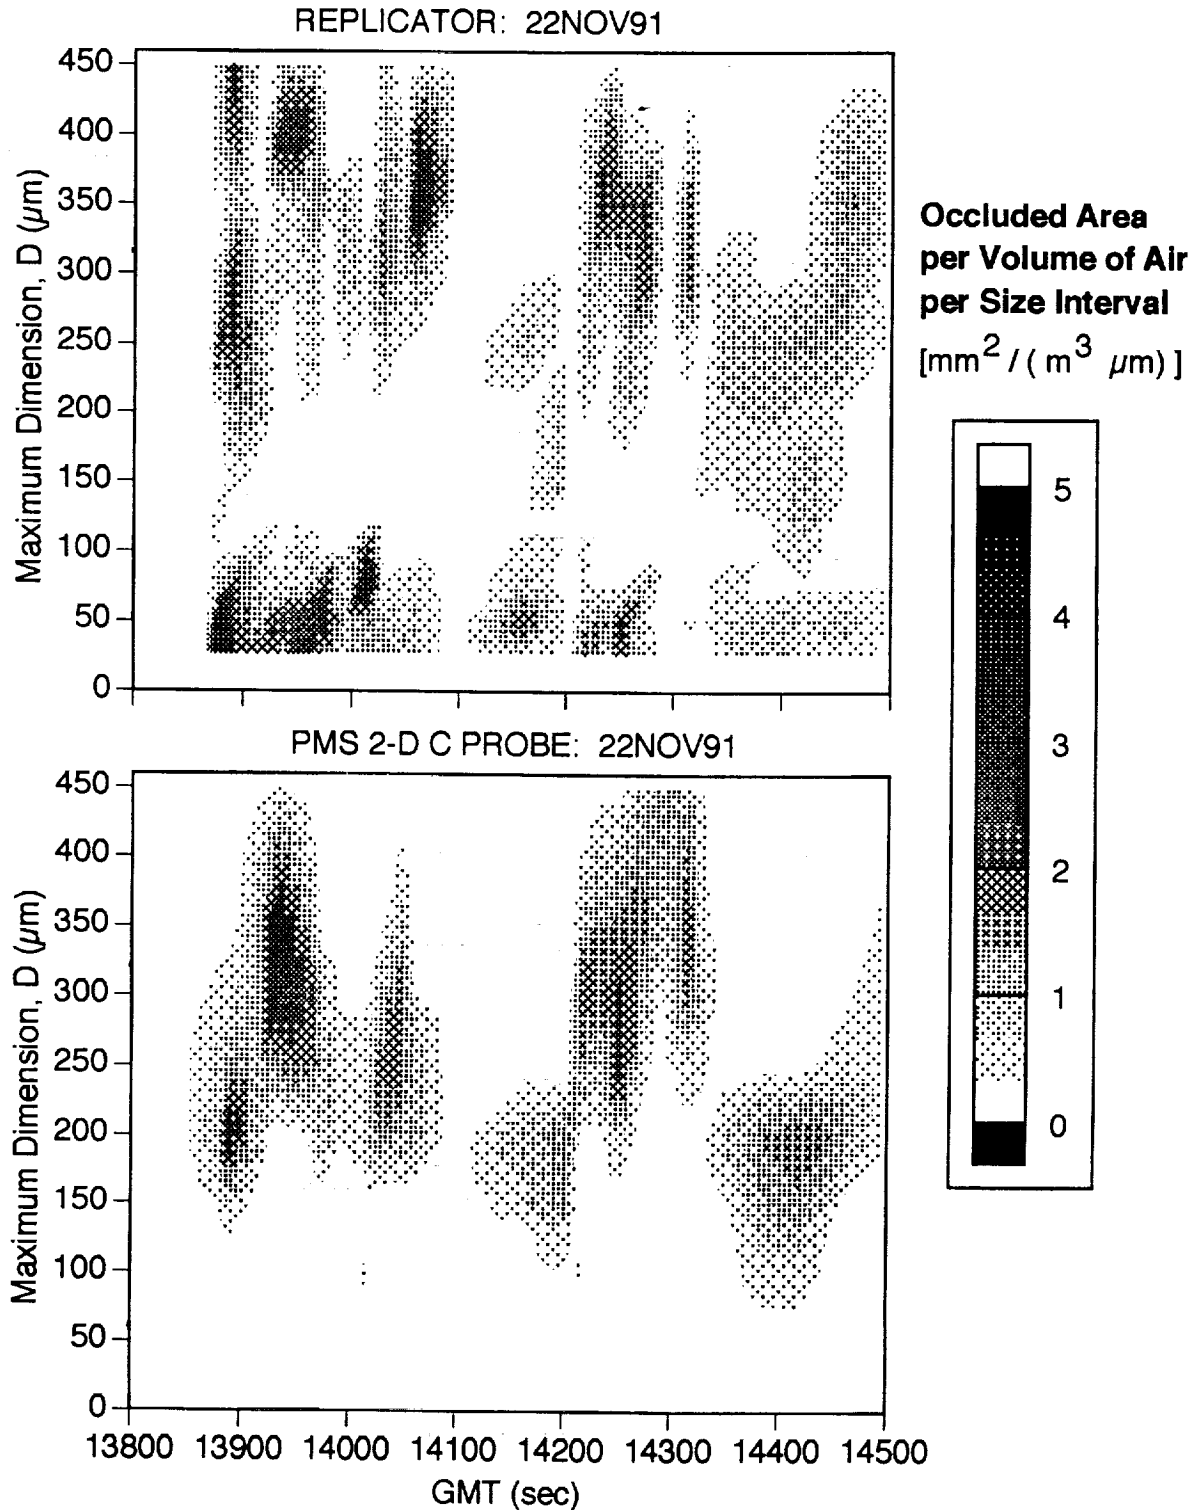 REPLICATOR: 22NOV91
450
400
350
300
250
200
150
100
50
0
Maximum Dimension, D (µm)
Occluded Area
per Volume of Air
per Size Interval
[mm² / ( m³ µm) ]
5
4
3
2
1
0
PMS 2-D C PROBE: 22NOV91
450
400
350
300
250
200
150
100
50
0
Maximum Dimension, D (µm)
13800 13900 14000 14100 14200 14300 14400 14500
GMT (sec)